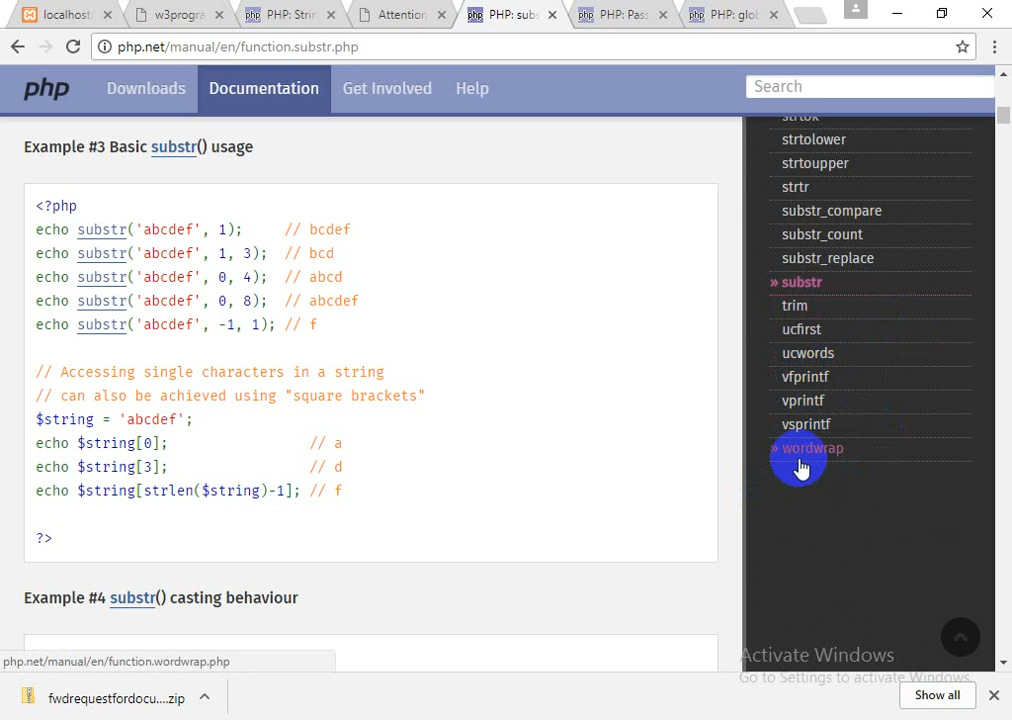 localhost/
w3progra
PHP: Strin
Attention
PHP: subs
PHP: Pass
PHP: glob
php.net/manual/en/function.substr.php
php
Downloads
Documentation
Get Involved
Help
Search
Example #3 Basic substr() usage
<?php
echo substr('abcdef', 1);     // bcdef
echo substr('abcdef', 1, 3);  // bcd
echo substr('abcdef', 0, 4);  // abcd
echo substr('abcdef', 0, 8);  // abcdef
echo substr('abcdef', -1, 1); // f
// Accessing single characters in a string
// can also be achieved using "square brackets"
$string = 'abcdef';
echo $string[0];                 // a
echo $string[3];                 // d
echo $string[strlen($string)-1]; // f
?>
Example #4 substr() casting behaviour
strtok
strtolower
strtoupper
strtr
substr_compare
substr_count
substr_replace
» substr
trim
ucfirst
ucwords
vfprintf
vprintf
vsprintf
» wordwrap
Activate Windows
Go to Settings to activate Windows.
php.net/manual/en/function.wordwrap.php
fwdrequestfordocu....zip
Show all